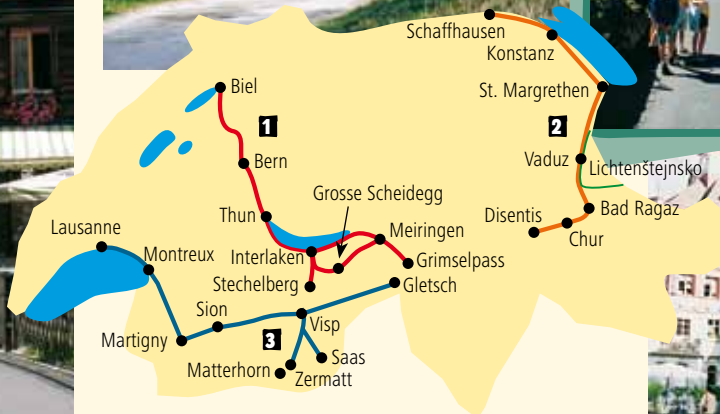 Schaffhausen
Konstanz
St. Margrethen
Biel
1
2
Bern
Vaduz
Lichtenštejnsko
Grosse Scheidegg
Thun
Disentis
Bad Ragaz
Lausanne
Meiringen
Chur
Montreux
Interlaken
Grimselpass
Stechelberg
Gletsch
Sion
Visp
Martigny
3
Saas
Matterhorn
Zermatt